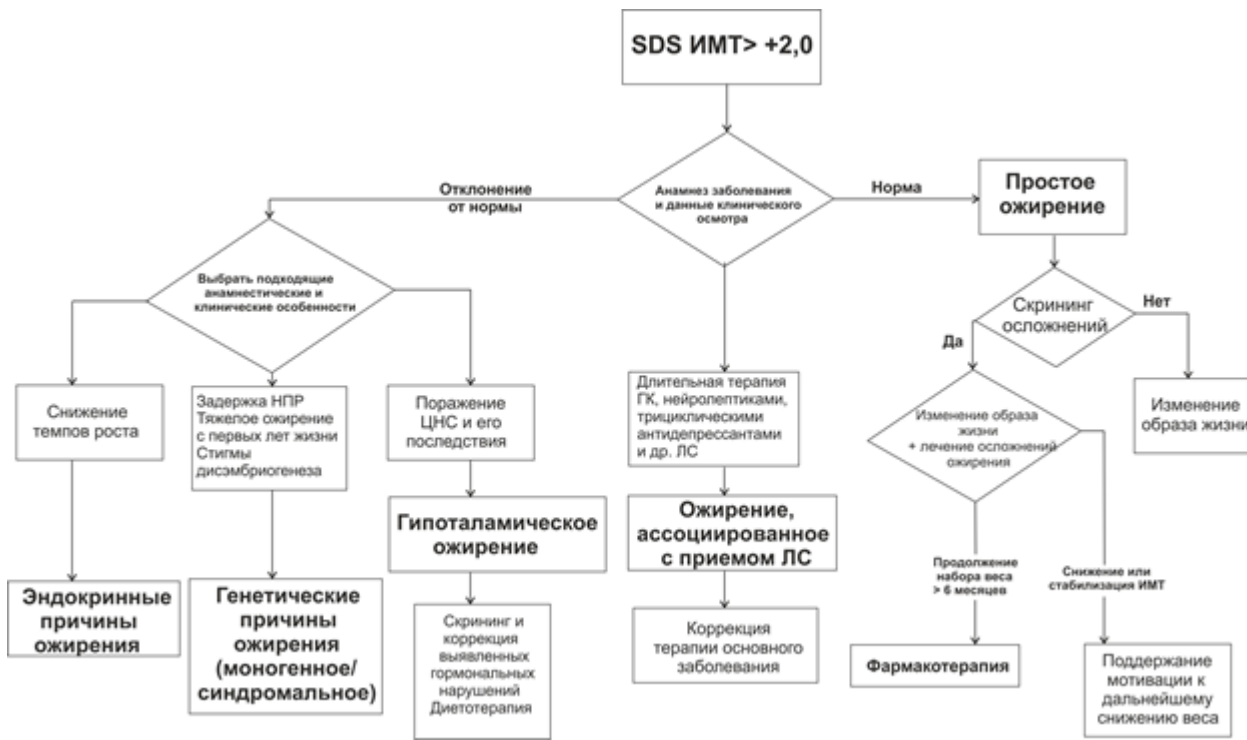 SDS ИМТ> +2,0
Отклонение
от нормы
Анамнез заболевания
и данные клинического
осмотра
Норма
Простое
ожирение
Выбрать подходящие
анамнестические и
клинические особенности
Скрининг
осложнений
Нет
Да
Снижение
темпов роста
Задержка НПР
Тяжелое ожирение
с первых лет жизни
Стигмы
дисэмбриогенеза
Поражение
ЦНС и его
последствия
Длительная терапия
ГК, нейролептиками,
трициклическими
антидепрессантами
и др. ЛС
Изменение образа
жизни
+ лечение осложнений
ожирения
Изменение
образа жизни
Гипоталамическое
ожирение
Ожирение,
ассоциированное
с приемом ЛС
Продолжение
набора веса
> 6 месяцев
Снижение или
стабилизация ИМТ
Эндокринные
причины
ожирения
Генетические
причины
ожирения
(моногенное/
синдромальное)
Скрининг и
коррекция
выявленных
гормональных
нарушений
Диетотерапия
Коррекция
терапии основного
заболевания
Фармакотерапия
Поддержание
мотивации к
дальнейшему
снижению веса